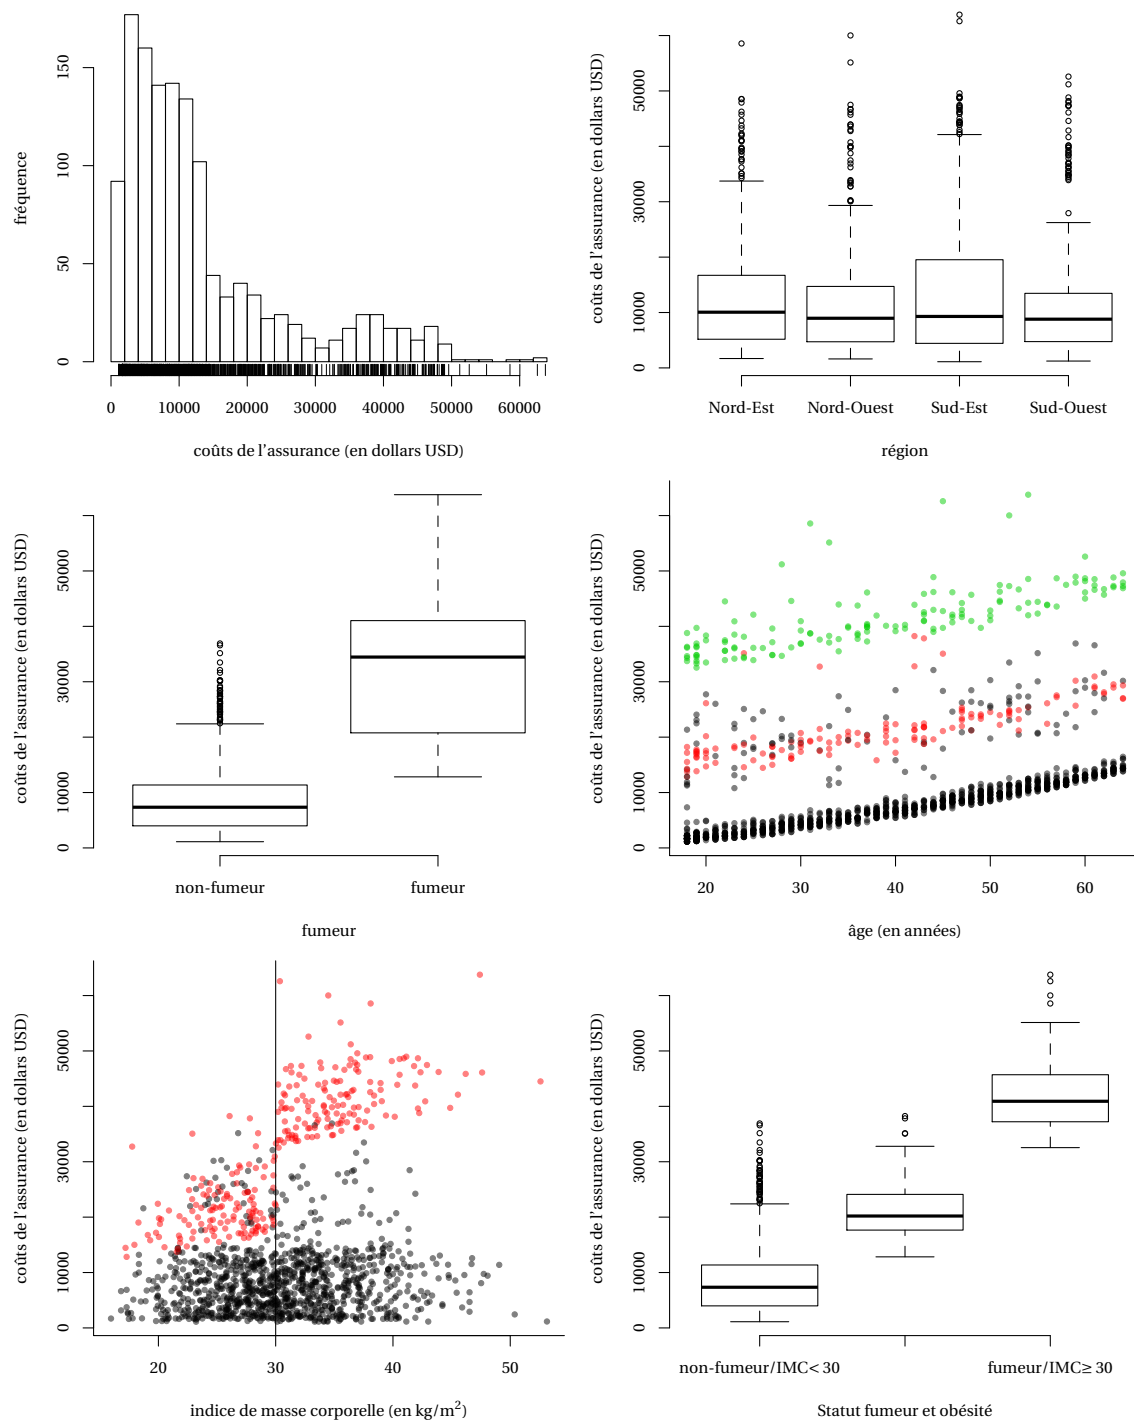 fréquence
150
100
50
0
0 10000 20000 30000 40000 50000 60000
coûts de l'assurance (en dollars USD)
coûts de l'assurance (en dollars USD)
50000
30000
10000
0
Nord-Est Nord-Ouest Sud-Est Sud-Ouest
région
coûts de l'assurance (en dollars USD)
50000
30000
10000
0
non-fumeur fumeur
fumeur
coûts de l'assurance (en dollars USD)
50000
30000
10000
0
20 30 40 50 60
âge (en années)
coûts de l'assurance (en dollars USD)
50000
30000
10000
0
20 30 40 50
indice de masse corporelle (en kg/m²)
coûts de l'assurance (en dollars USD)
50000
30000
10000
0
non-fumeur/IMC<30 fumeur/IMC≥30
Statut fumeur et obésité